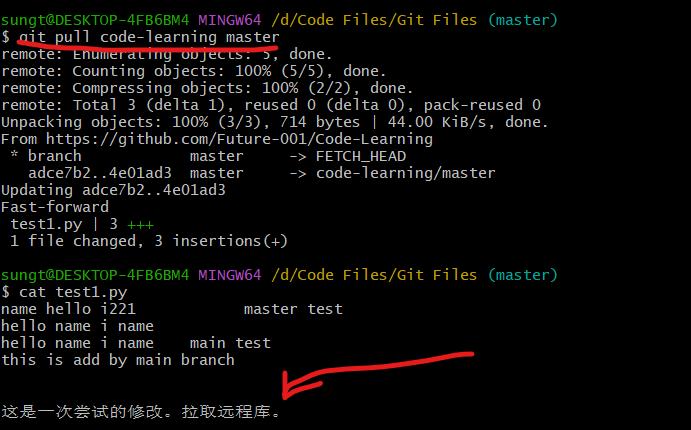 sungt@DESKTOP-4FB6BM4 MINGW64 /d/Code Files/Git Files (master)
$ git pull code-learning master
remote: Enumerating objects: 5, done.
remote: Counting objects: 100% (5/5), done.
remote: Compressing objects: 100% (2/2), done.
remote: Total 3 (delta 1), reused 0 (delta 0), pack-reused 0
Unpacking objects: 100% (3/3), 714 bytes | 44.00 KiB/s, done.
From https://github.com/Future-001/Code-Learning
 * branch            master     -> FETCH_HEAD
   adce7b2..4e01ad3  master     -> code-learning/master
Updating adce7b2..4e01ad3
Fast-forward
 test1.py | 3 +++
 1 file changed, 3 insertions(+)
sungt@DESKTOP-4FB6BM4 MINGW64 /d/Code Files/Git Files (master)
$ cat test1.py
name hello i221          master test
hello name i name
hello name i name    main test
this is add by main branch
这是一次尝试的修改。拉取远程库。